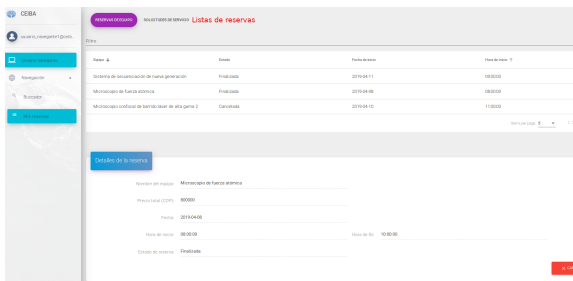 CEIBA
RESERVAS DE EQUIPO SOLICITUDES DE SERVICIO Listas de reservas
usuario_navegante1@ceib..
Filtro
Usuario navegante
Equipo Estado Fecha de inicio Hora de inicio
Navegación
Sistema de secuenciación de nueva generación Finalizada 2019-04-11 09:00:00
Buscador
Microscopio de fuerza atómica Finalizada 2019-04-08 08:00:00
Microscopio confocal de barrido láser de alta gama 2 Cancelada 2019-04-10 11:00:00
Mis reservas
Items por page 5
Detalles de la reserva
Nombre del equipo Microscopio de fuerza atómica
Precio total (COP) 800000
Fecha 2019-04-08
Hora de inicio 08:00:00 Hora de fin 10:00:00
Estado de reserva Finalizada